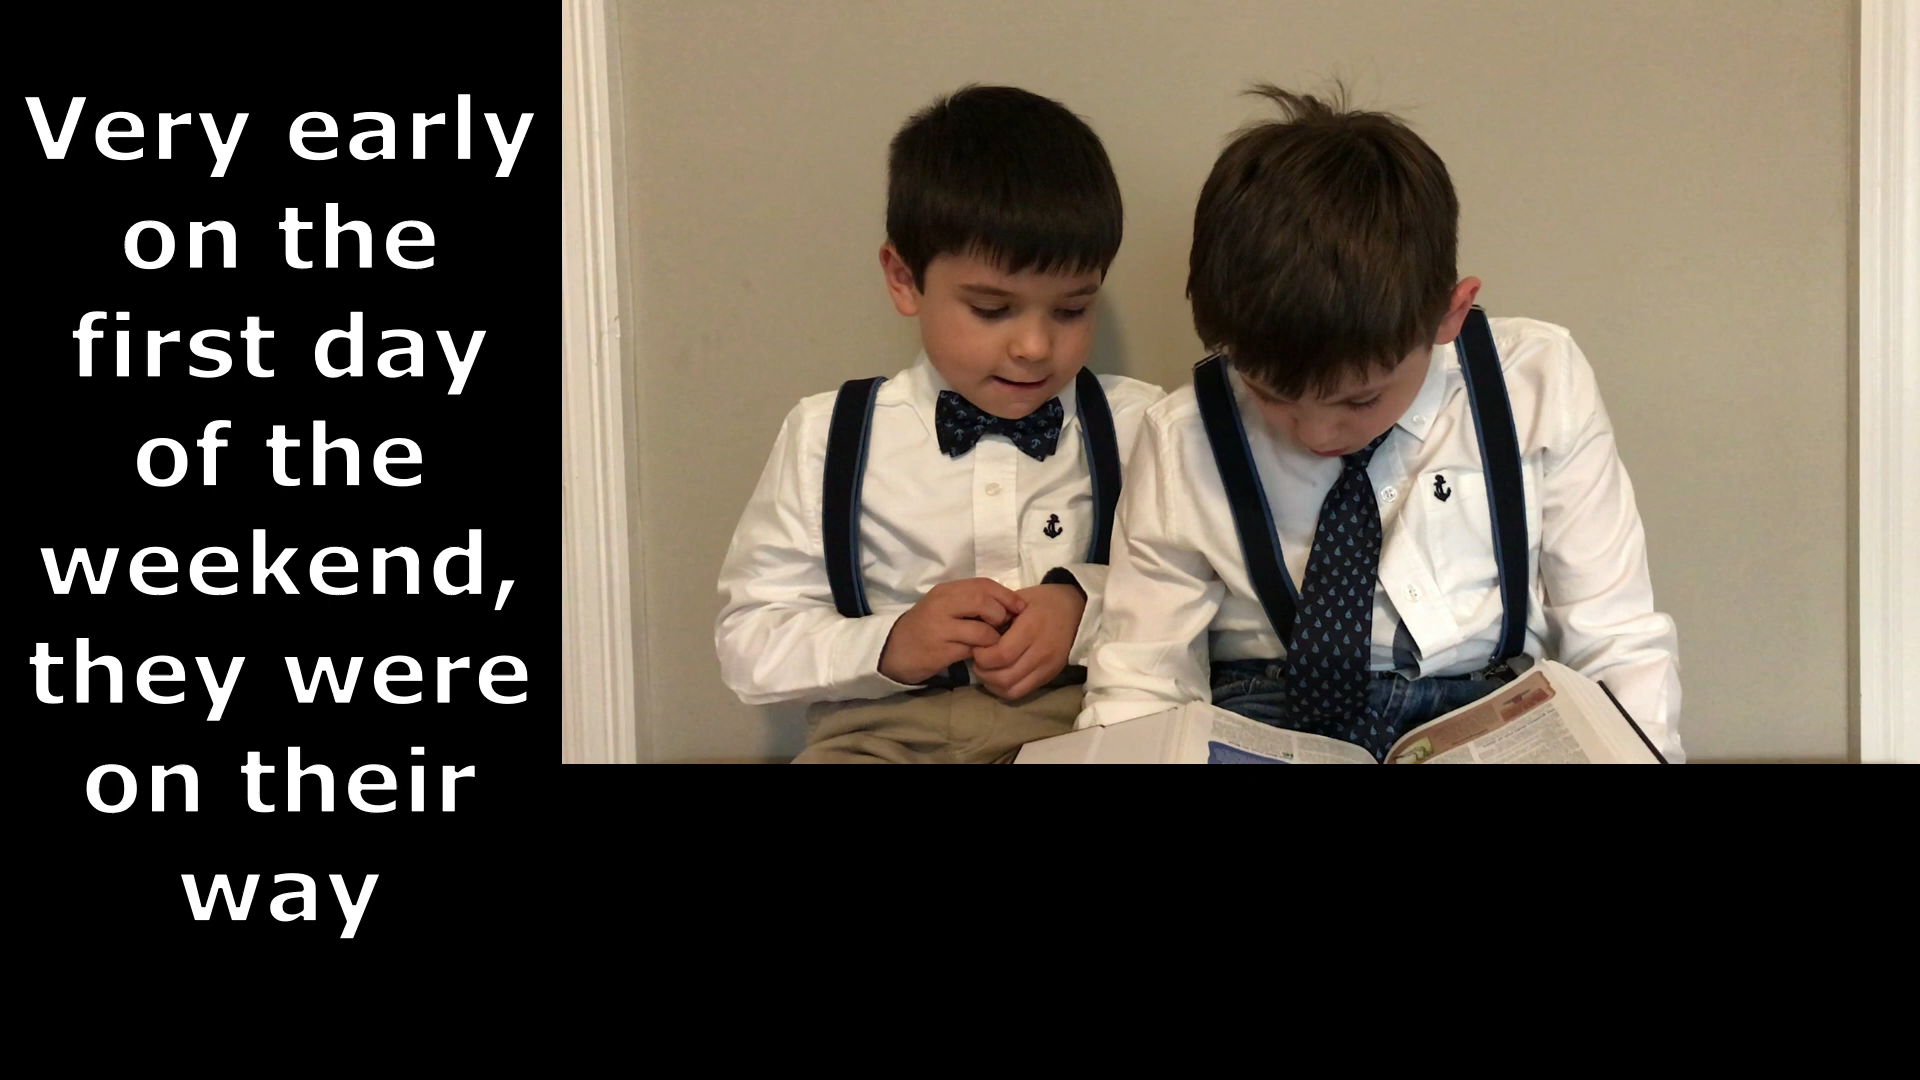 Very early
on the
first day
of the
weekend,
they were
on their
way